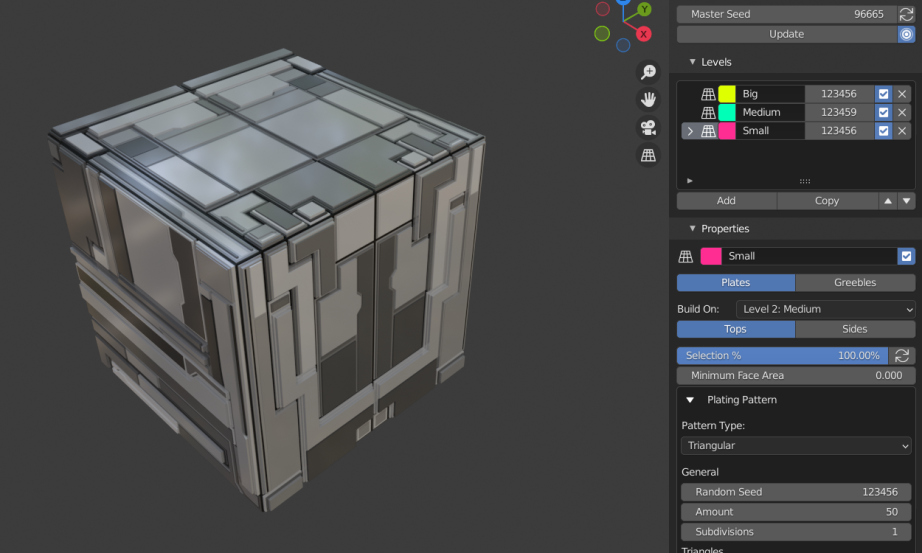 Y
X
Master Seed 96665
Update
Levels
Big 123456
Medium 123459
Small 123456
Add Copy
Properties
Small
Plates Greebles
Build On: Level 2: Medium
Tops Sides
Selection % 100.00%
Minimum Face Area 0.000
Plating Pattern
Pattern Type:
Triangular
General
Random Seed 123456
Amount 50
Subdivisions 1
Triangles